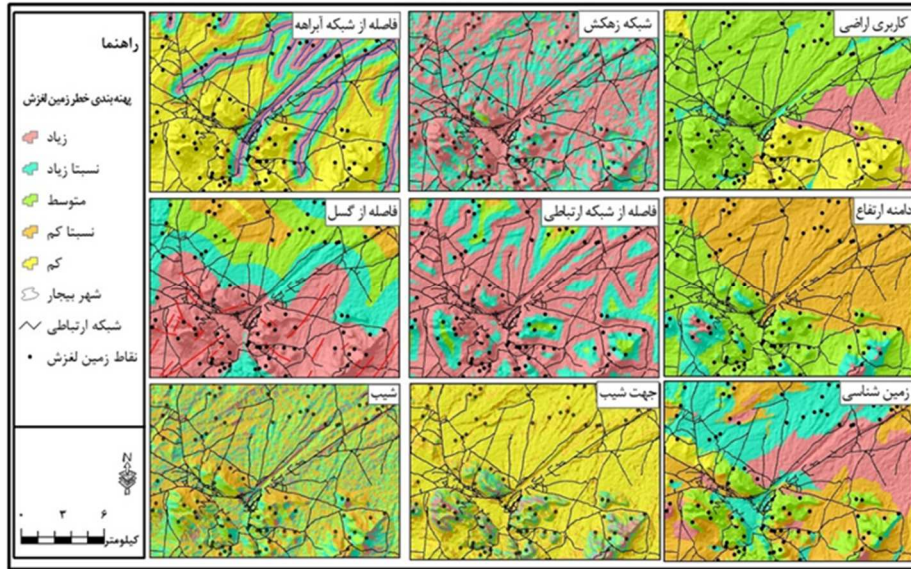 راهنما
پهنه‌بندی خطر زمین لغزش
زیاد
نسبتا زیاد
متوسط
نسبتا کم
کم
شهر بیجار
شبکه ارتباطی
نقاط زمین لغزش
N
۰ ۳ ۶
کیلومتر
کاربری اراضی
شبکه زهکش
فاصله از شبکه آبراهه
دامنه ارتفاع
فاصله از شبکه ارتباطی
فاصله از گسل
زمین شناسی
جهت شیب
شیب